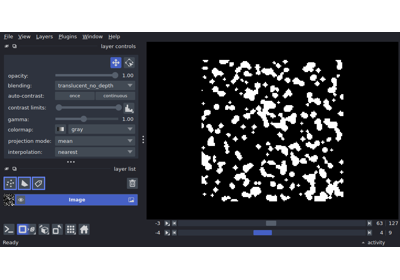 File View Layers Plugins Window Help
layer controls
opacity: 1.00
blending: translucent_no_depth
auto-contrast: once continuous
contrast limits:
gamma: 1.00
colormap: gray
projection mode: mean
interpolation: nearest
layer list
Image
-3 63 127
-4 4 9
Ready activity